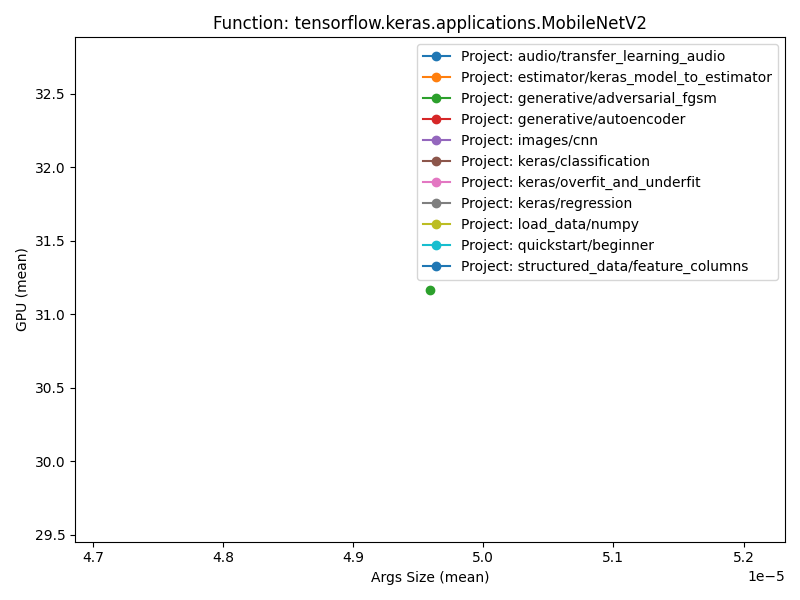 Function: tensorflow.keras.applications.MobileNetV2
Project: audio/transfer_learning_audio
Project: estimator/keras_model_to_estimator
Project: generative/adversarial_fgsm
Project: generative/autoencoder
Project: images/cnn
Project: keras/classification
Project: keras/overfit_and_underfit
Project: keras/regression
Project: load_data/numpy
Project: quickstart/beginner
Project: structured_data/feature_columns
GPU (mean)
32.5
32.0
31.5
31.0
30.5
30.0
29.5
4.7 4.8 4.9 5.0 5.1 5.2
1e−5
Args Size (mean)